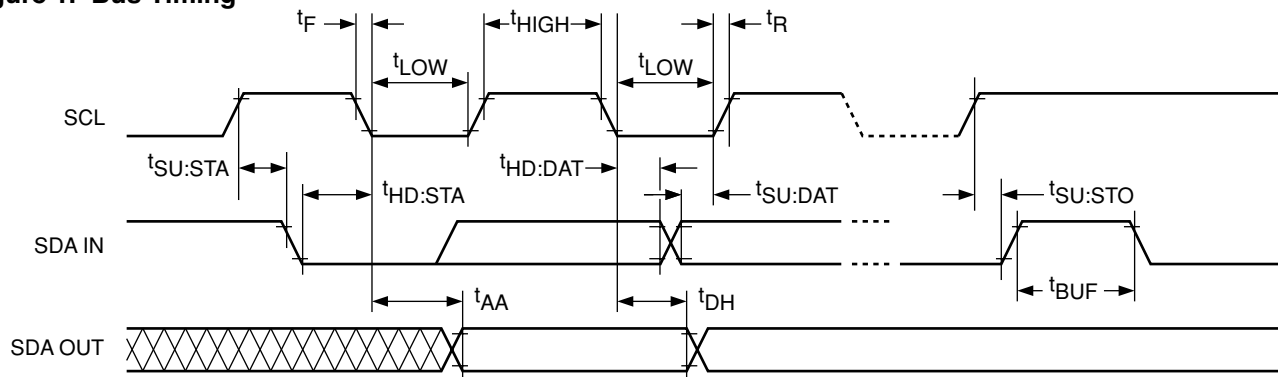 Figure 1. Bus Timing
tF
tHIGH
tR
tLOW
tLOW
SCL
tSU:STA
tHD:STA
tHD:DAT
tSU:DAT
tSU:STO
SDA IN
tBUF
tAA
tDH
SDA OUT